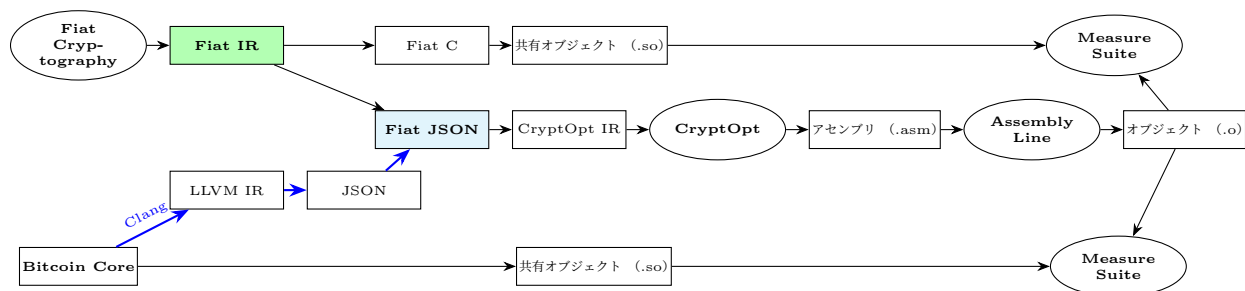 Fiat
Cryp-
tography
Fiat IR
Fiat C
共有オブジェクト (.so)
Measure
Suite
Fiat JSON
CryptOpt IR
CryptOpt
アセンブリ (.asm)
Assembly
Line
オブジェクト (.o)
LLVM IR
JSON
Clang
Bitcoin Core
共有オブジェクト (.so)
Measure
Suite